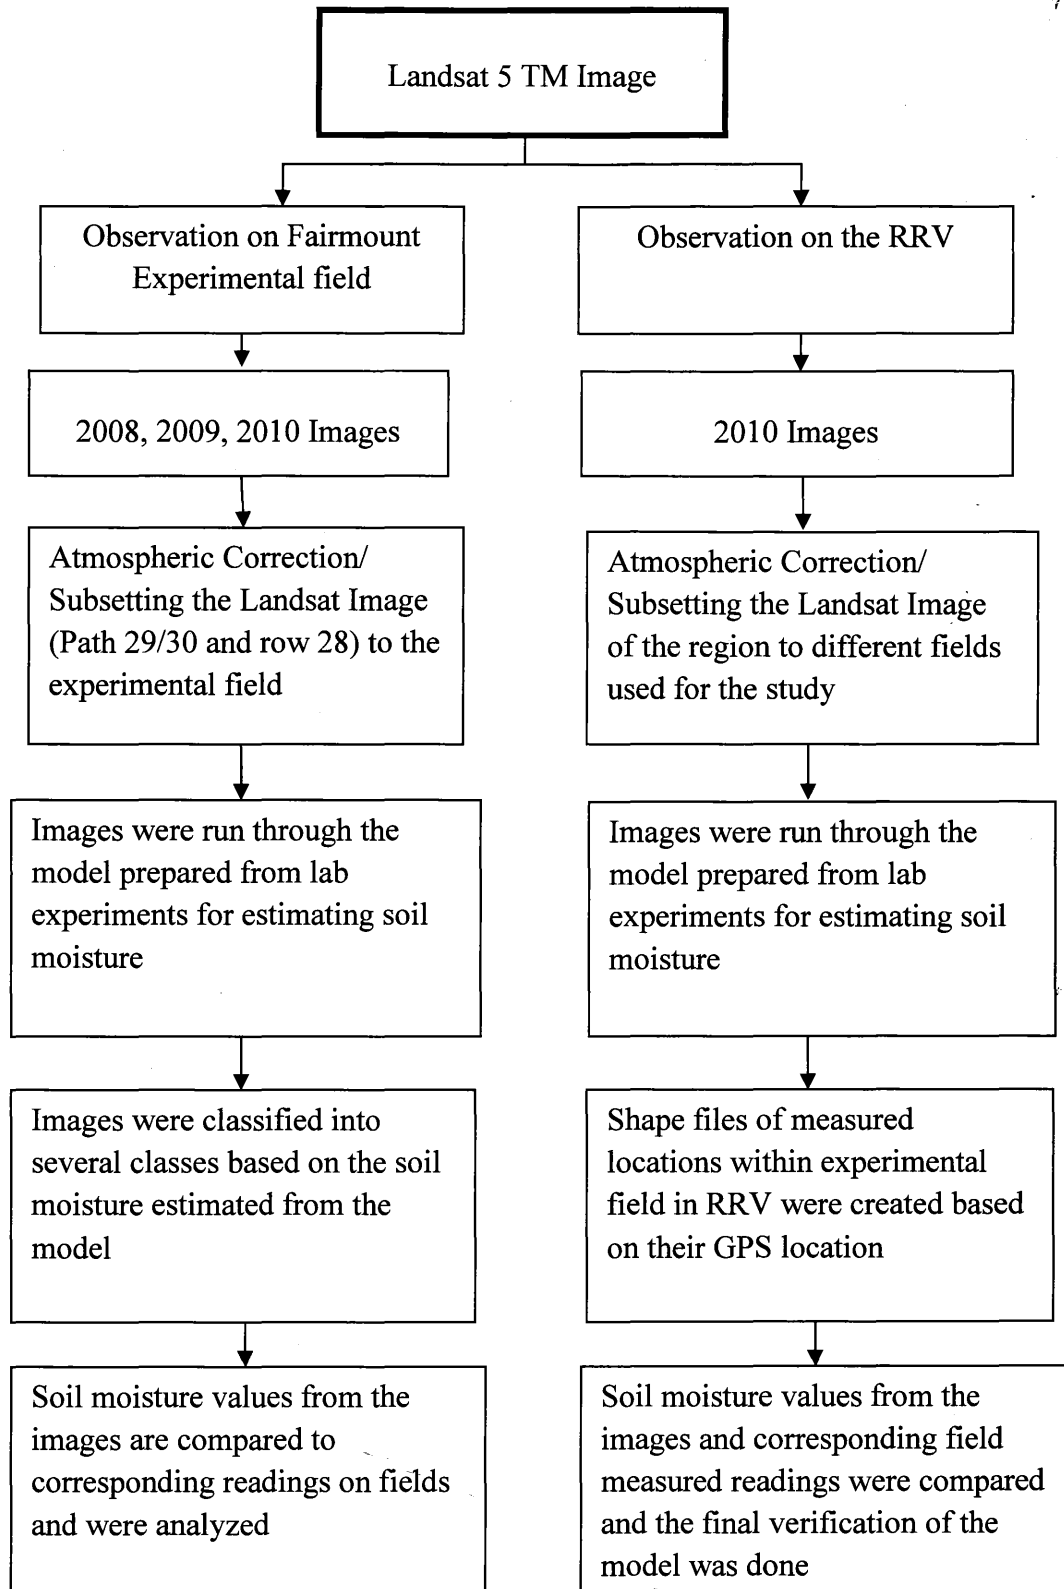 Landsat 5 TM Image
Observation on Fairmount
Experimental field
Observation on the RRV
2008, 2009, 2010 Images
2010 Images
Atmospheric Correction/
Subsetting the Landsat Image
(Path 29/30 and row 28) to the
experimental field
Atmospheric Correction/
Subsetting the Landsat Image
of the region to different fields
used for the study
Images were run through the
model prepared from lab
experiments for estimating soil
moisture
Images were run through the
model prepared from lab
experiments for estimating soil
moisture
Images were classified into
several classes based on the soil
moisture estimated from the
model
Shape files of measured
locations within experimental
field in RRV were created based
on their GPS location
Soil moisture values from the
images are compared to
corresponding readings on fields
and were analyzed
Soil moisture values from the
images and corresponding field
measured readings were compared
and the final verification of the
model was done